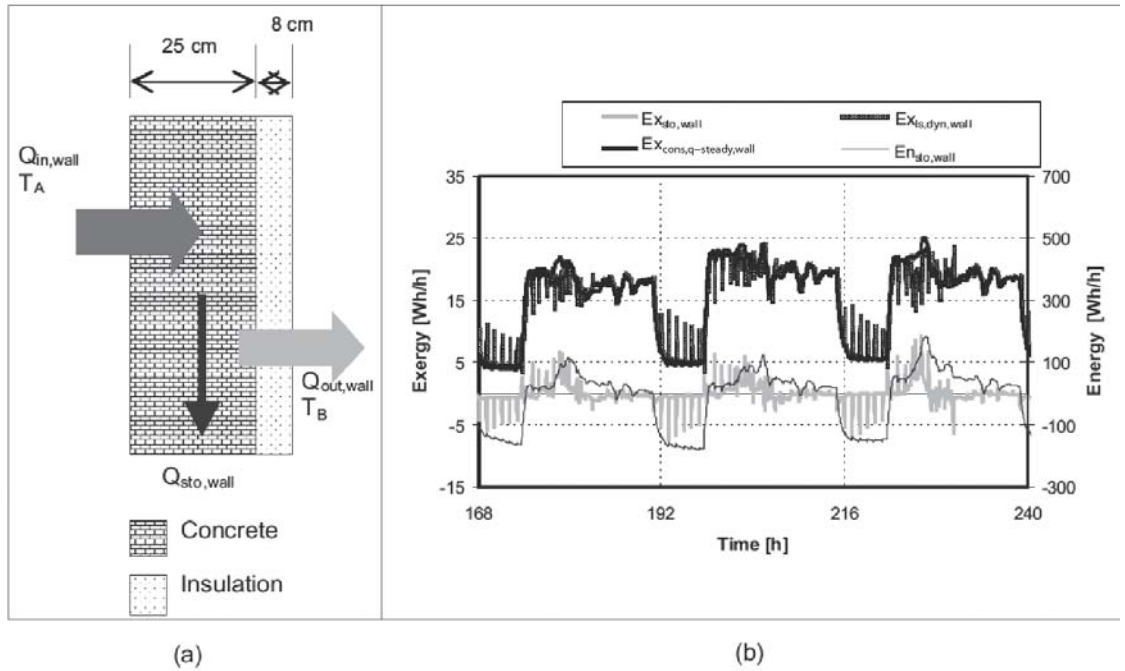 8 cm
25 cm
Q_in,wall
T_A
Q_out,wall
T_B
Q_sto,wall
Concrete
Insulation
(a)
Ex_sto,wall
Ex_ls,dyn,wall
Ex_cons,q-steady,wall
En_sto,wall
35
25
15
5
-5
-15
Exergy [Wh/h]
700
500
300
100
-100
-300
Energy [Wh/h]
168
192
216
240
Time [h]
(b)